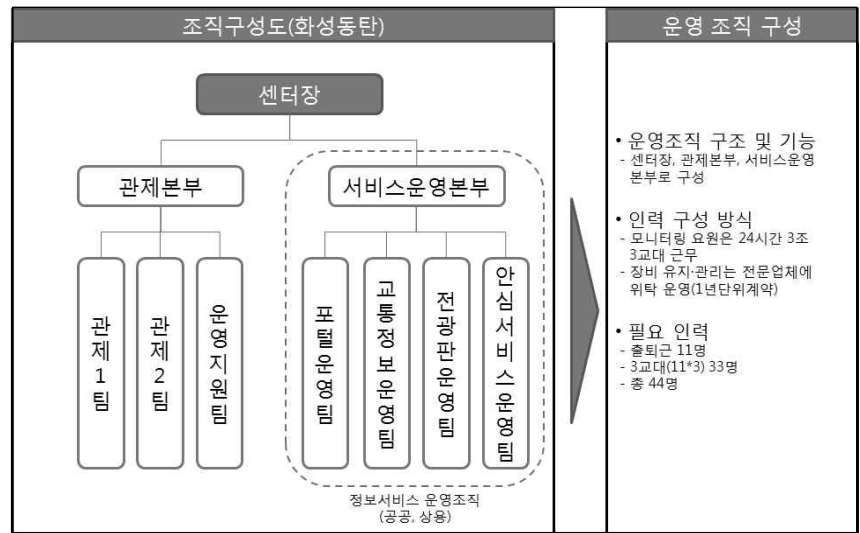 조직구성도(화성동탄)
센터장
관제본부
서비스운영본부
관제1팀
관제2팀
운영지원팀
포털운영팀
교통정보운영팀
전광판운영팀
안심서비스운영팀
정보서비스 운영조직
(공공, 상용)
운영 조직 구성
• 운영조직 구조 및 기능
- 센터장, 관제본부, 서비스운영
본부로 구성
• 인력 구성 방식
- 모니터링 요원은 24시간 3조
3교대 근무
- 장비 유지·관리는 전문업체에
위탁 운영(1년단위계약)
• 필요 인력
- 출퇴근 11명
- 3교대(11*3) 33명
- 총 44명